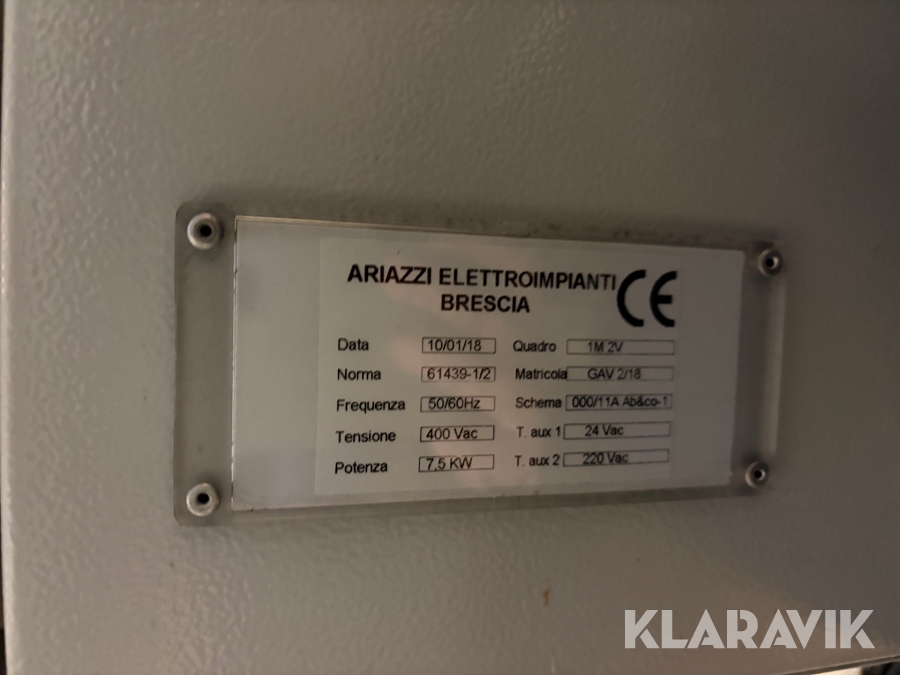 ARIAZZI ELETTROIMPIANTI CE
BRESCIA
Data 10/01/18 Quadro 1M 2V
Norma 61439-1/2 Matricola GAV 2/18
Frequenza 50/60Hz Schema 000/11A Ab&co-1
Tensione 400 Vac T. aux 1 24 Vac
Potenza 7,5 KW T. aux 2 220 Vac
KLARAVIK